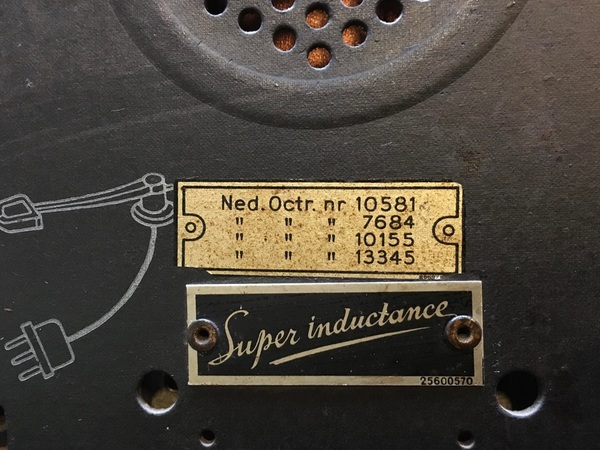 Ned. Octr. nr 10581
" " " 7684
" " " 10155
" " " 13345
Super inductance
25600570